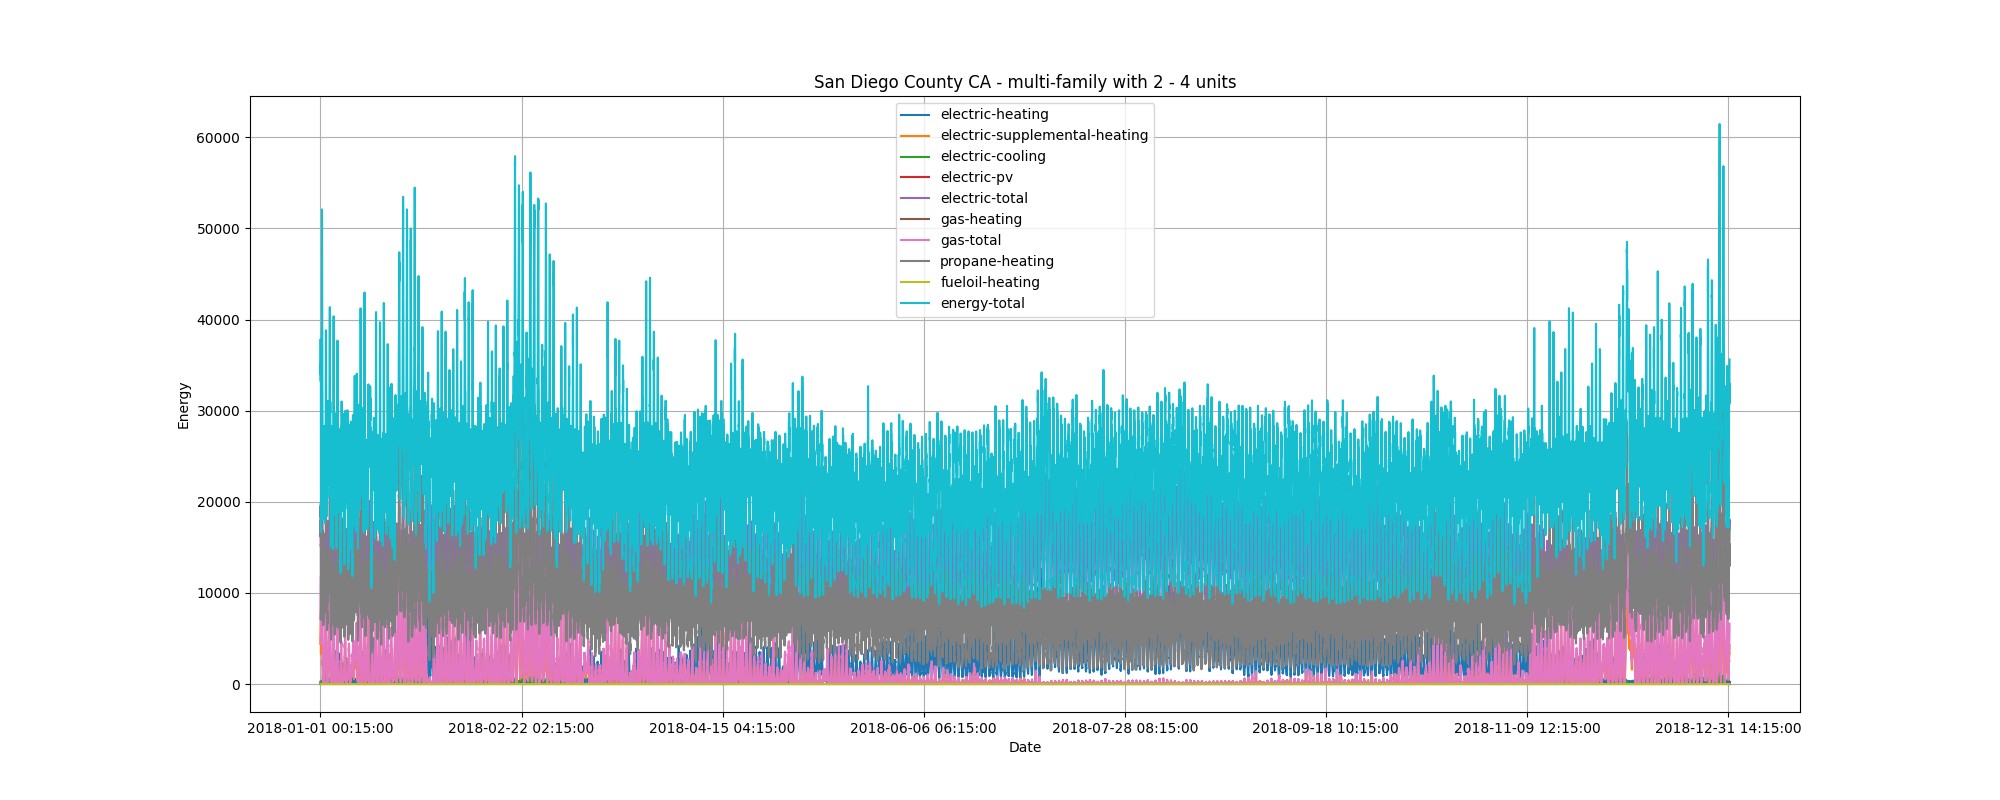 San Diego County CA - multi-family with 2 - 4 units
electric-heating
electric-supplemental-heating
electric-cooling
electric-pv
electric-total
gas-heating
gas-total
propane-heating
fueloil-heating
energy-total
Energy
60000
50000
40000
30000
20000
10000
0
2018-01-01 00:15:00 2018-02-22 02:15:00 2018-04-15 04:15:00 2018-06-06 06:15:00 2018-07-28 08:15:00 2018-09-18 10:15:00 2018-11-09 12:15:00 2018-12-31 14:15:00
Date